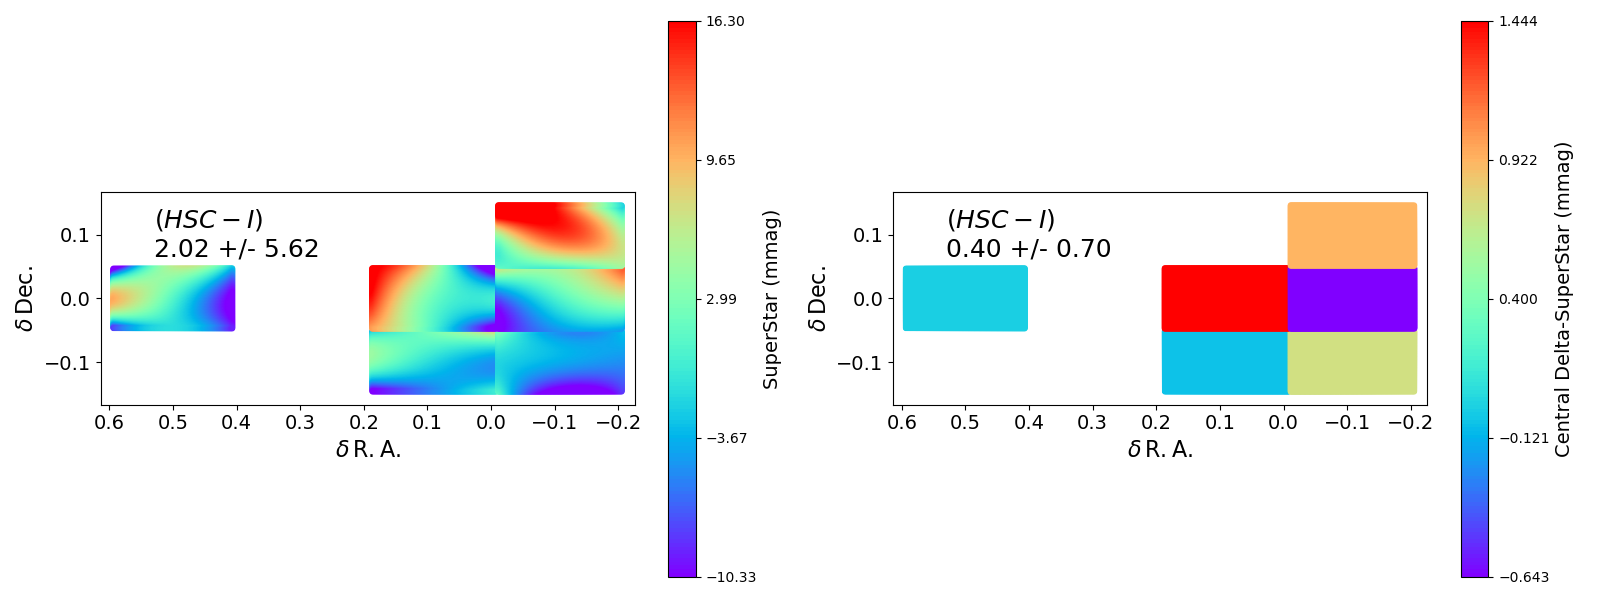 (HSC − I)
2.02 +/- 5.62
0.1
0.0
−0.1
δ Dec.
0.6 0.5 0.4 0.3 0.2 0.1 0.0 −0.1 −0.2
δ R. A.
16.30
9.65
2.99
−3.67
−10.33
SuperStar (mmag)
(HSC − I)
0.40 +/- 0.70
0.1
0.0
−0.1
δ Dec.
0.6 0.5 0.4 0.3 0.2 0.1 0.0 −0.1 −0.2
δ R. A.
1.444
0.922
0.400
−0.121
−0.643
Central Delta-SuperStar (mmag)